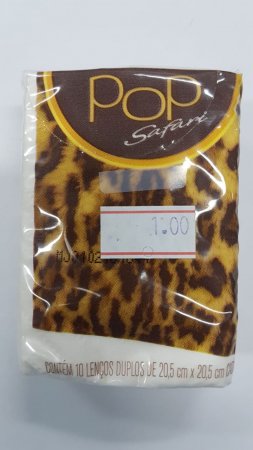 POP
Safari
1.00
CONTÉM 10 LENÇOS DUPLOS DE 20,5 cm x 20,5 cm